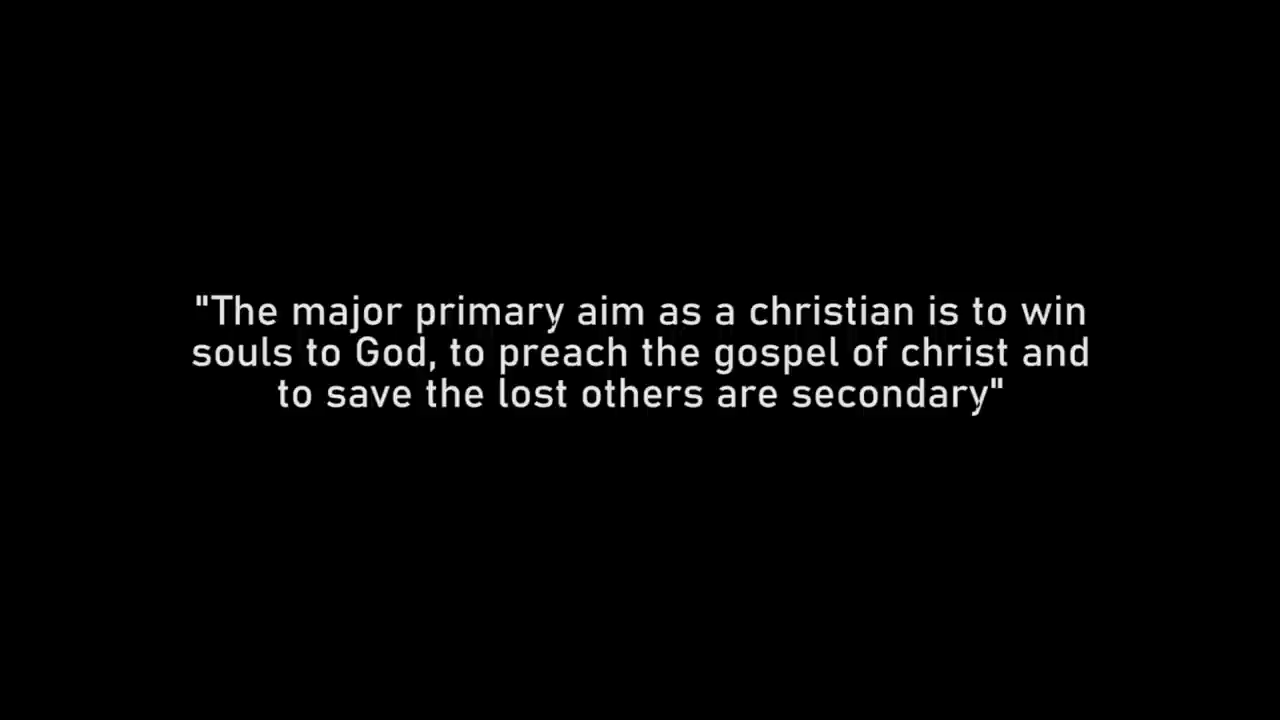 "The major primary aim as a christian is to win
souls to God, to preach the gospel of christ and
to save the lost others are secondary"